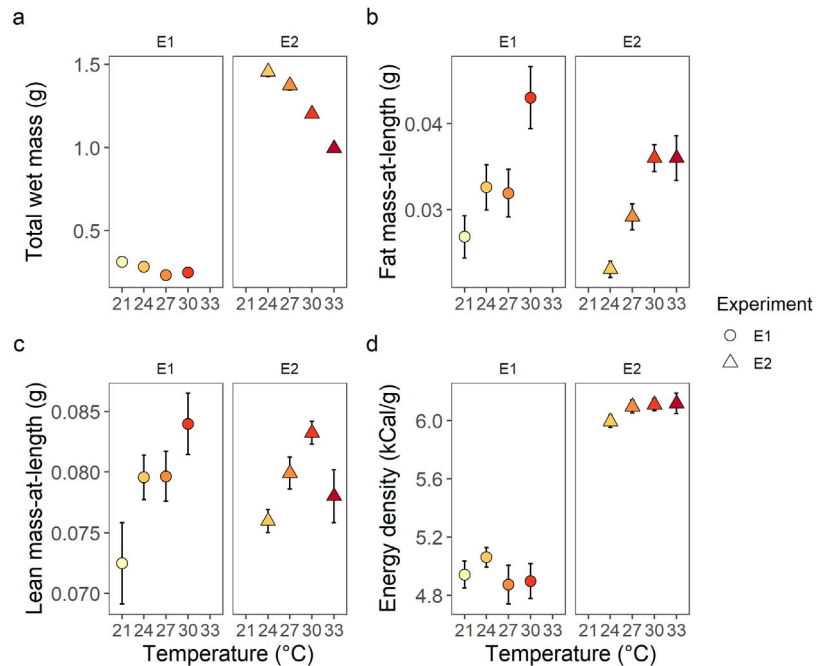 a
E1 E2
Total wet mass (g)
1.5
1.0
0.5
21 24 27 30 33 21 24 27 30 33
b
E1 E2
Fat mass-at-length (g)
0.04
0.03
21 24 27 30 33 21 24 27 30 33
c
E1 E2
Lean mass-at-length (g)
0.085
0.080
0.075
0.070
21 24 27 30 33 21 24 27 30 33
Temperature (°C)
d
E1 E2
Energy density (kCal/g)
6.0
5.6
5.2
4.8
21 24 27 30 33 21 24 27 30 33
Temperature (°C)
Experiment
E1
E2